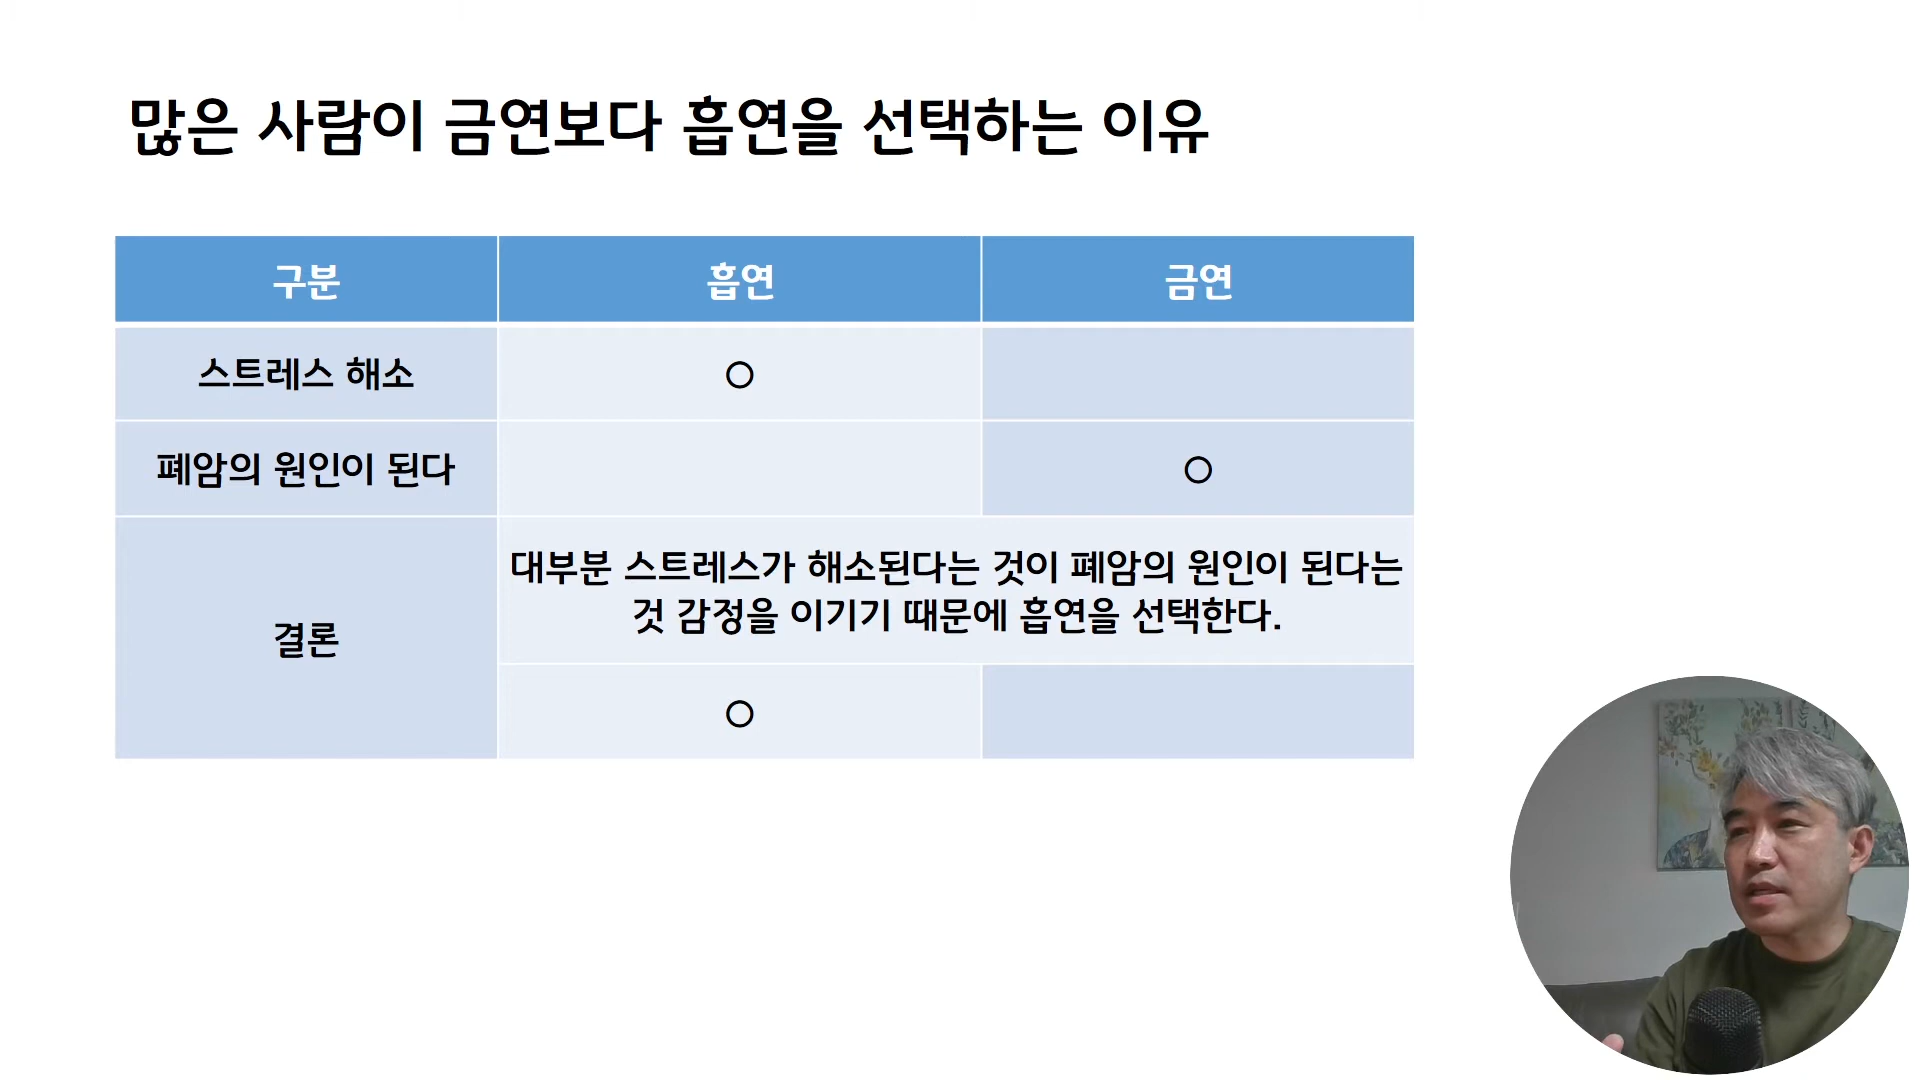 많은 사람이 금연보다 흡연을 선택하는 이유
구분 흡연 금연
스트레스 해소 ○
폐암의 원인이 된다 ○
대부분 스트레스가 해소된다는 것이 폐암의 원인이 된다는
것 감정을 이기기 때문에 흡연을 선택한다.
결론
○